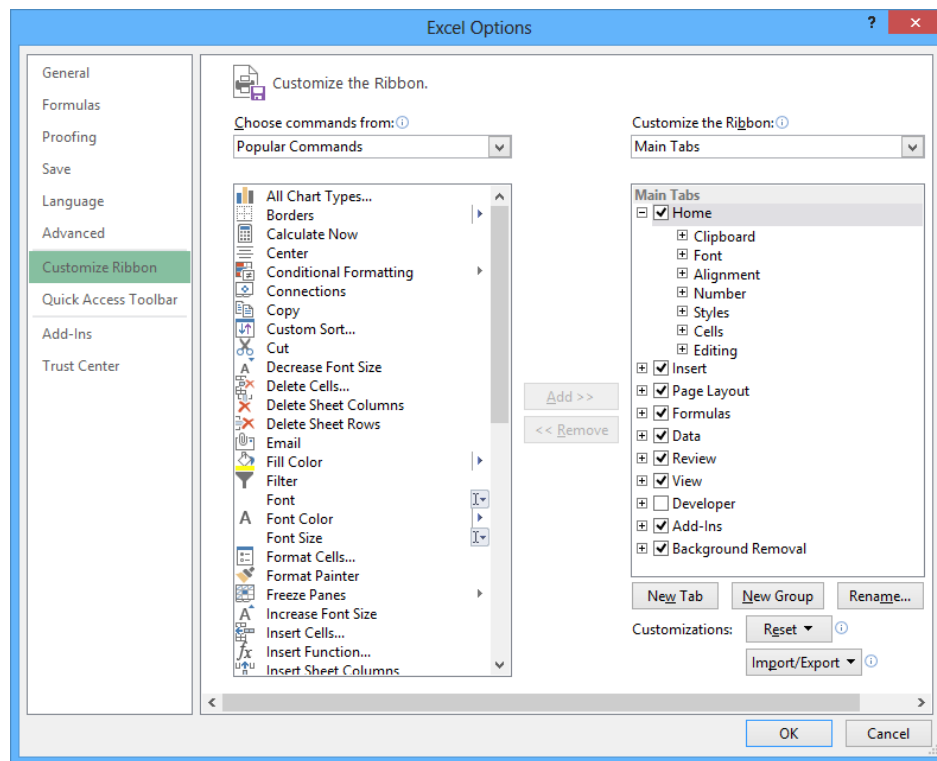 Excel Options
?
General
Formulas
Proofing
Save
Language
Advanced
Customize Ribbon
Quick Access Toolbar
Add-Ins
Trust Center
Customize the Ribbon.
Choose commands from:
Popular Commands
All Chart Types...
Borders
Calculate Now
Center
Conditional Formatting
Connections
Copy
Custom Sort...
Cut
Decrease Font Size
Delete Cells...
Delete Sheet Columns
Delete Sheet Rows
Email
Fill Color
Filter
Font
Font Color
Font Size
Format Cells...
Format Painter
Freeze Panes
Increase Font Size
Insert Cells...
Insert Function...
Insert Sheet Columns
Add >>
<< Remove
Customize the Ribbon:
Main Tabs
Main Tabs
Home
Clipboard
Font
Alignment
Number
Styles
Cells
Editing
Insert
Page Layout
Formulas
Data
Review
View
Developer
Add-Ins
Background Removal
New Tab
New Group
Rename...
Customizations:
Reset
Import/Export
OK
Cancel